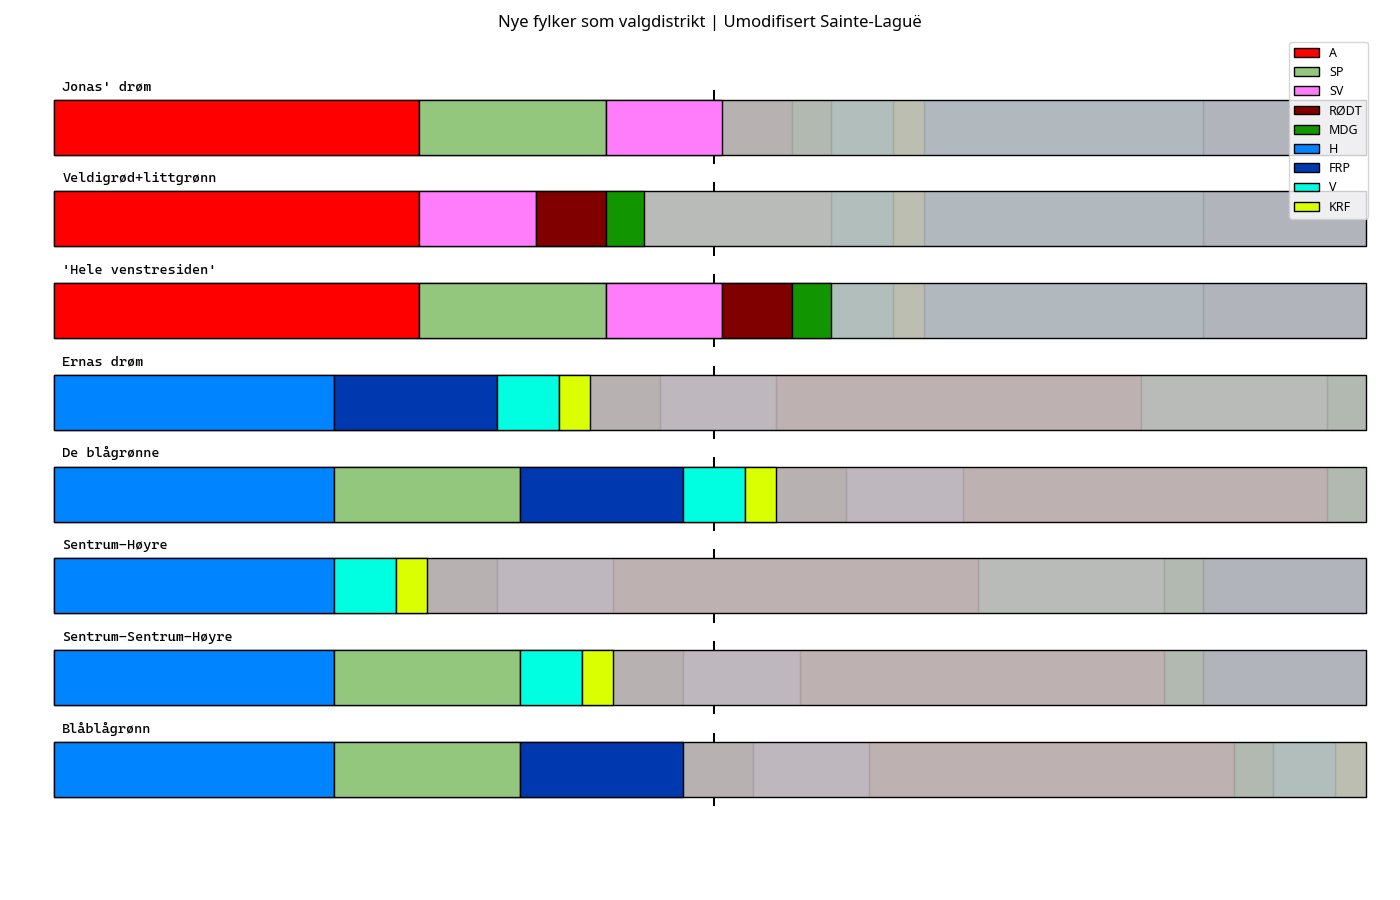 Nye fylker som valgdistrikt | Umodifisert Sainte-Laguë
A
SP
SV
RØDT
MDG
H
FRP
V
KRF
Jonas' drøm
Veldigrød+littgrønn
'Hele venstresiden'
Ernas drøm
De blågrønne
Sentrum-Høyre
Sentrum-Sentrum-Høyre
Blåblågrønn